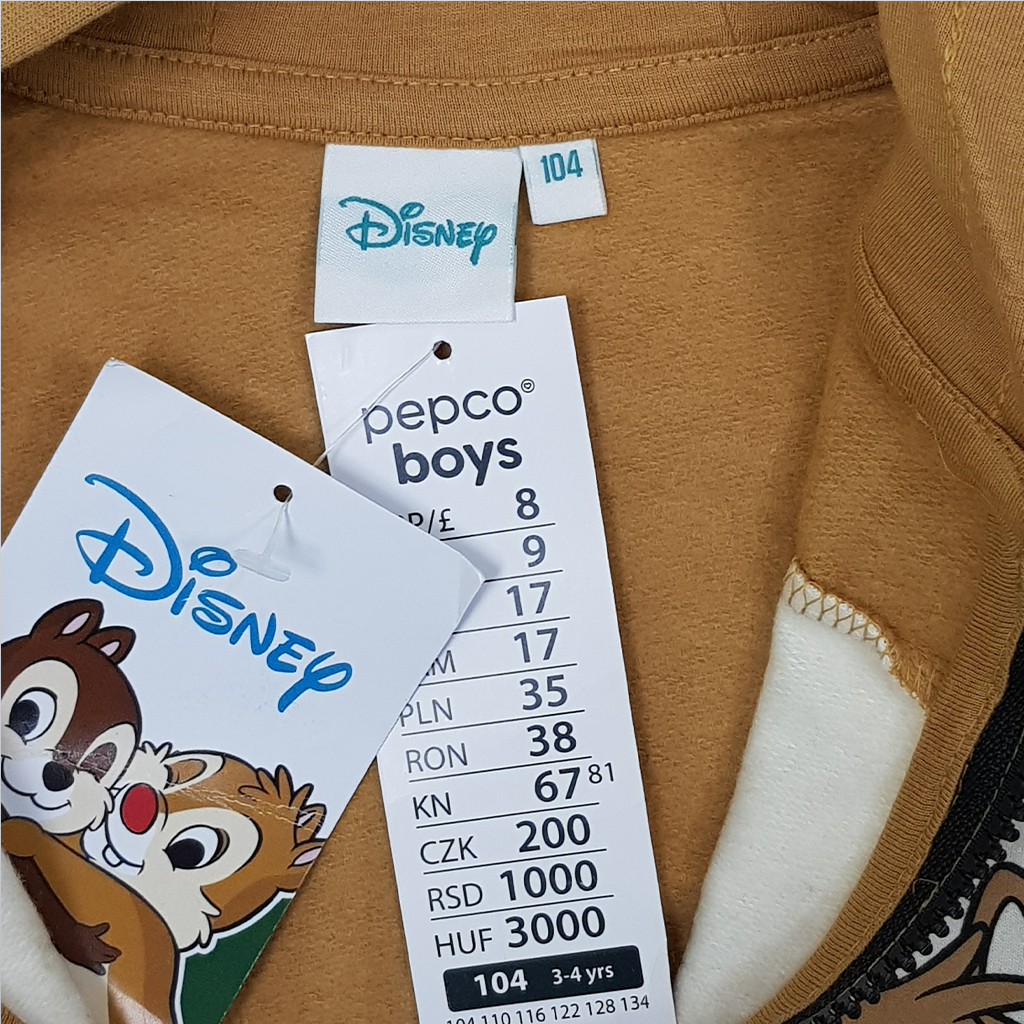 Disney
104
pepco
boys
/£ 8
9
17
17
PLN 35
RON 38
KN 67 81
CZK 200
RSD 1000
HUF 3000
104 3-4 yrs
104 110 116 122 128 134
Disney